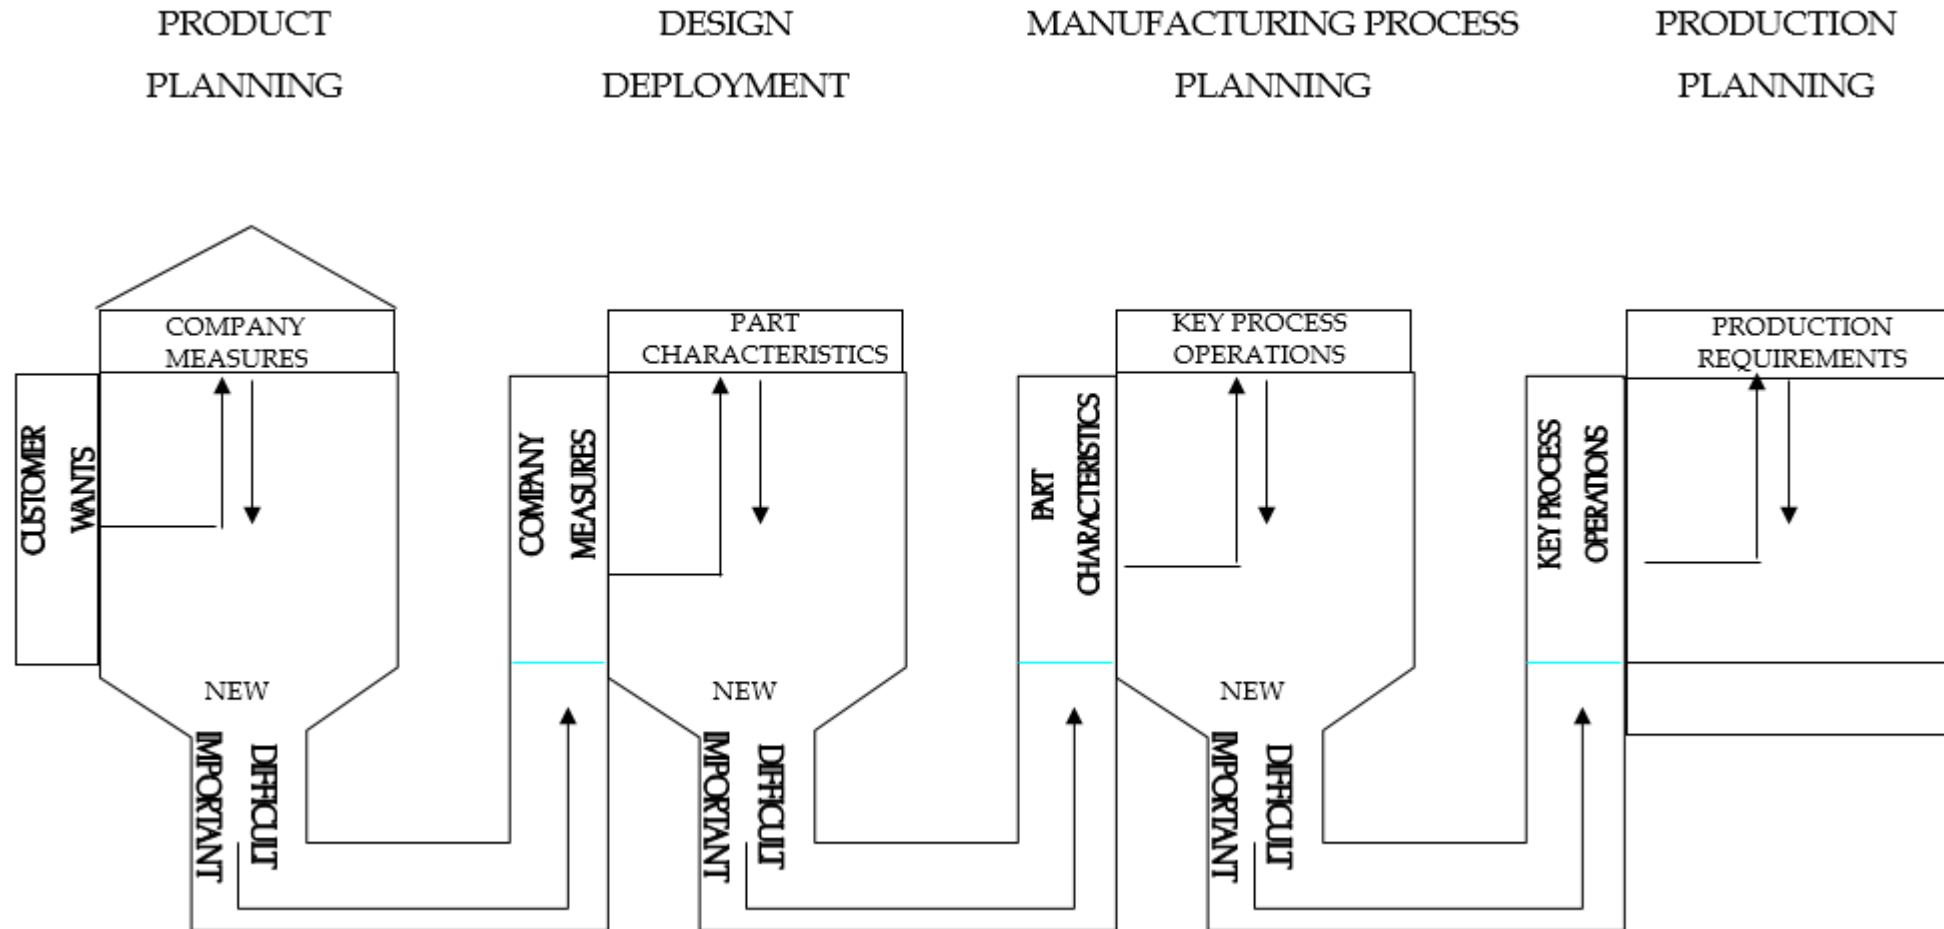 PRODUCT
PLANNING
DESIGN
DEPLOYMENT
MANUFACTURING PROCESS
PLANNING
PRODUCTION
PLANNING
COMPANY
MEASURES
CUSTOMER
WANTS
NEW
IMPORTANT
DIFFICULT
PART
CHARACTERISTICS
COMPANY
MEASURES
NEW
IMPORTANT
DIFFICULT
KEY PROCESS
OPERATIONS
PART
CHARACTERISTICS
NEW
IMPORTANT
DIFFICULT
PRODUCTION
REQUIREMENTS
KEY PROCESS
OPERATIONS